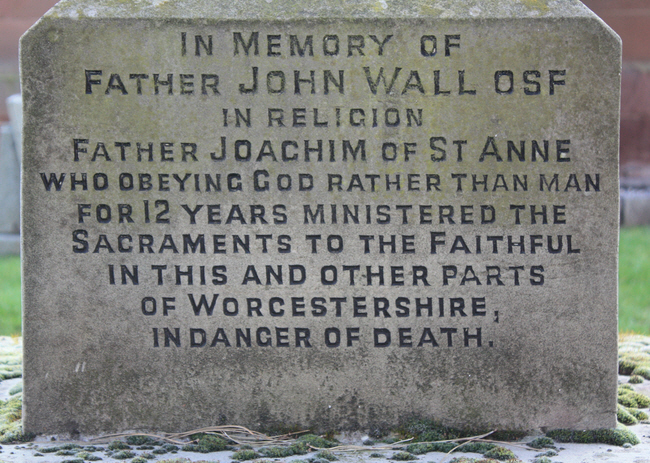 IN MEMORY OF
FATHER JOHN WALL OSF
IN RELIGION
FATHER JOACHIM OF ST ANNE
WHO OBEYING GOD RATHER THAN MAN
FOR 12 YEARS MINISTERED THE
SACRAMENTS TO THE FAITHFUL
IN THIS AND OTHER PARTS
OF WORCESTERSHIRE,
IN DANGER OF DEATH.